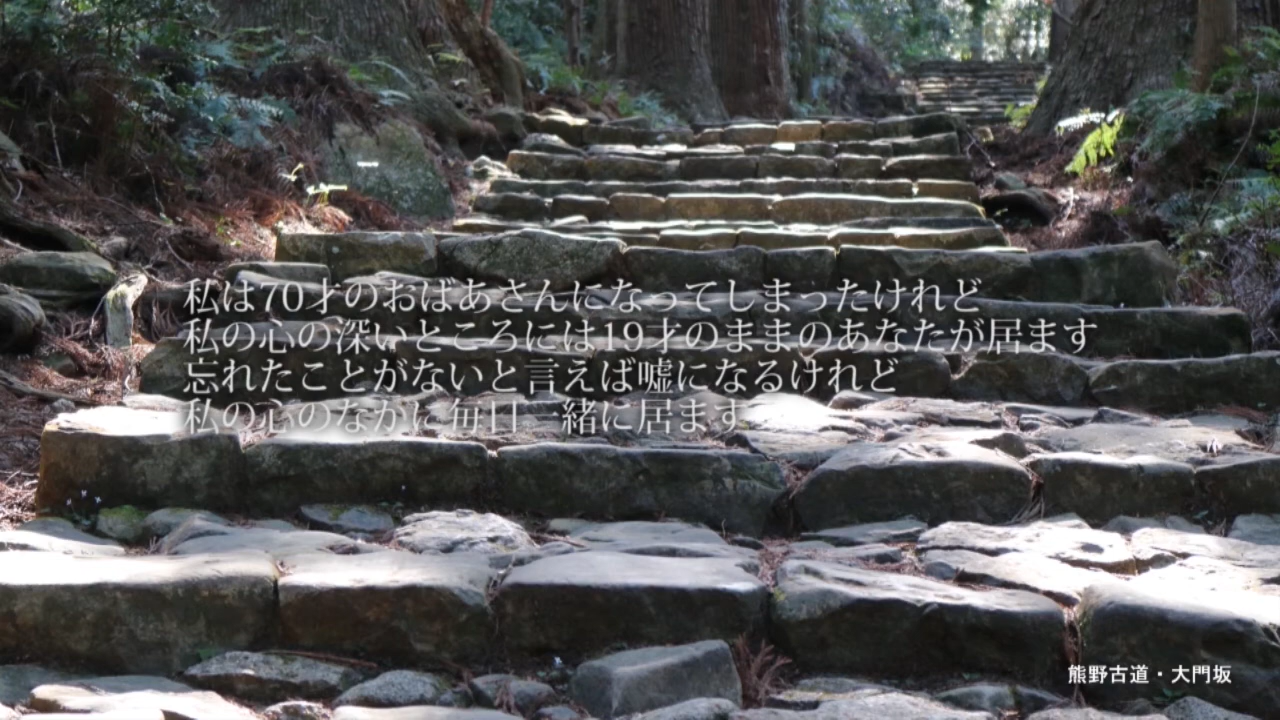 私は70才のおばあさんになってしまったけれど
私の心の深いところには19才のままのあなたが居ます
忘れたことがないと言えば嘘になるけれど
私の心のなかに毎日一緒に居ます
熊野古道・大門坂